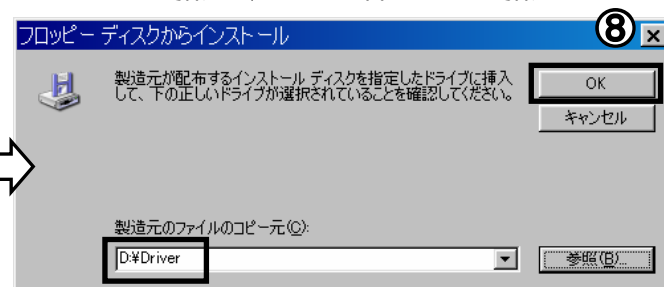 フロッピー ディスクからインストール
⑧
製造元が配布するインストール ディスクを指定したドライブに挿入
して、下の正しいドライブが選択されていることを確認してください。
OK
キャンセル
製造元のファイルのコピー元(C):
D:¥Driver
参照(B)...